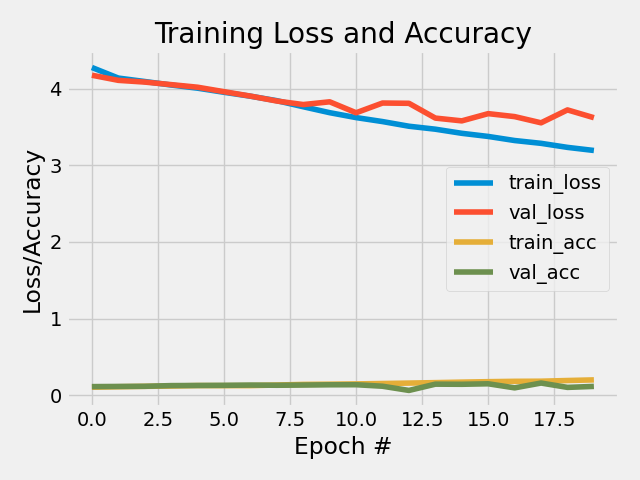 Training Loss and Accuracy
Loss/Accuracy
4
3
2
1
0
train_loss
val_loss
train_acc
val_acc
0.0 2.5 5.0 7.5 10.0 12.5 15.0 17.5
Epoch #